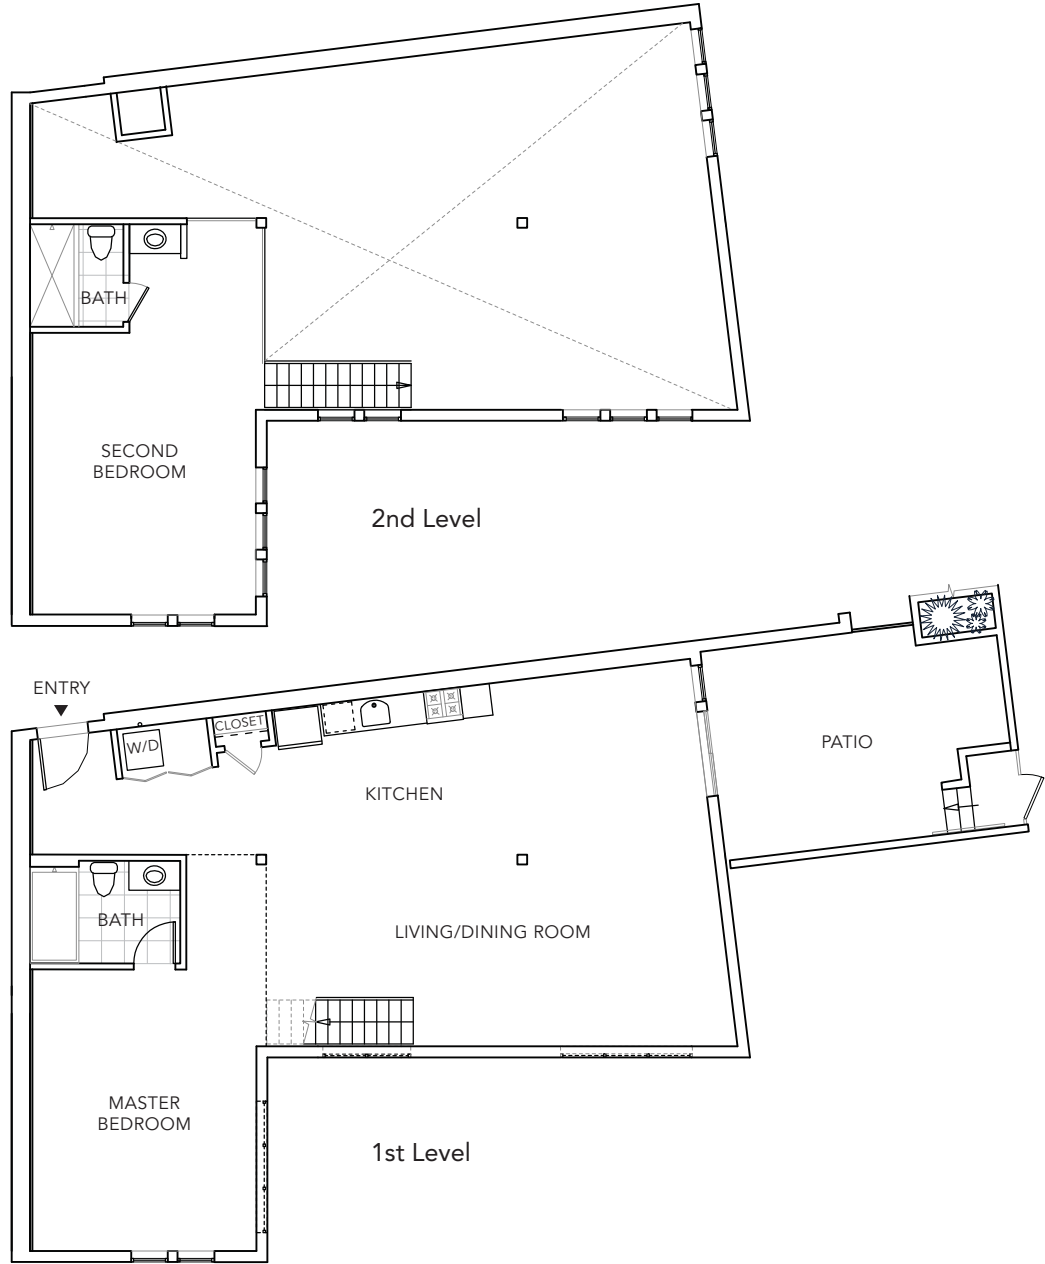 BATH
SECOND
BEDROOM
2nd Level
ENTRY
W/D
CLOSET
PATIO
KITCHEN
BATH
LIVING/DINING ROOM
MASTER
BEDROOM
1st Level